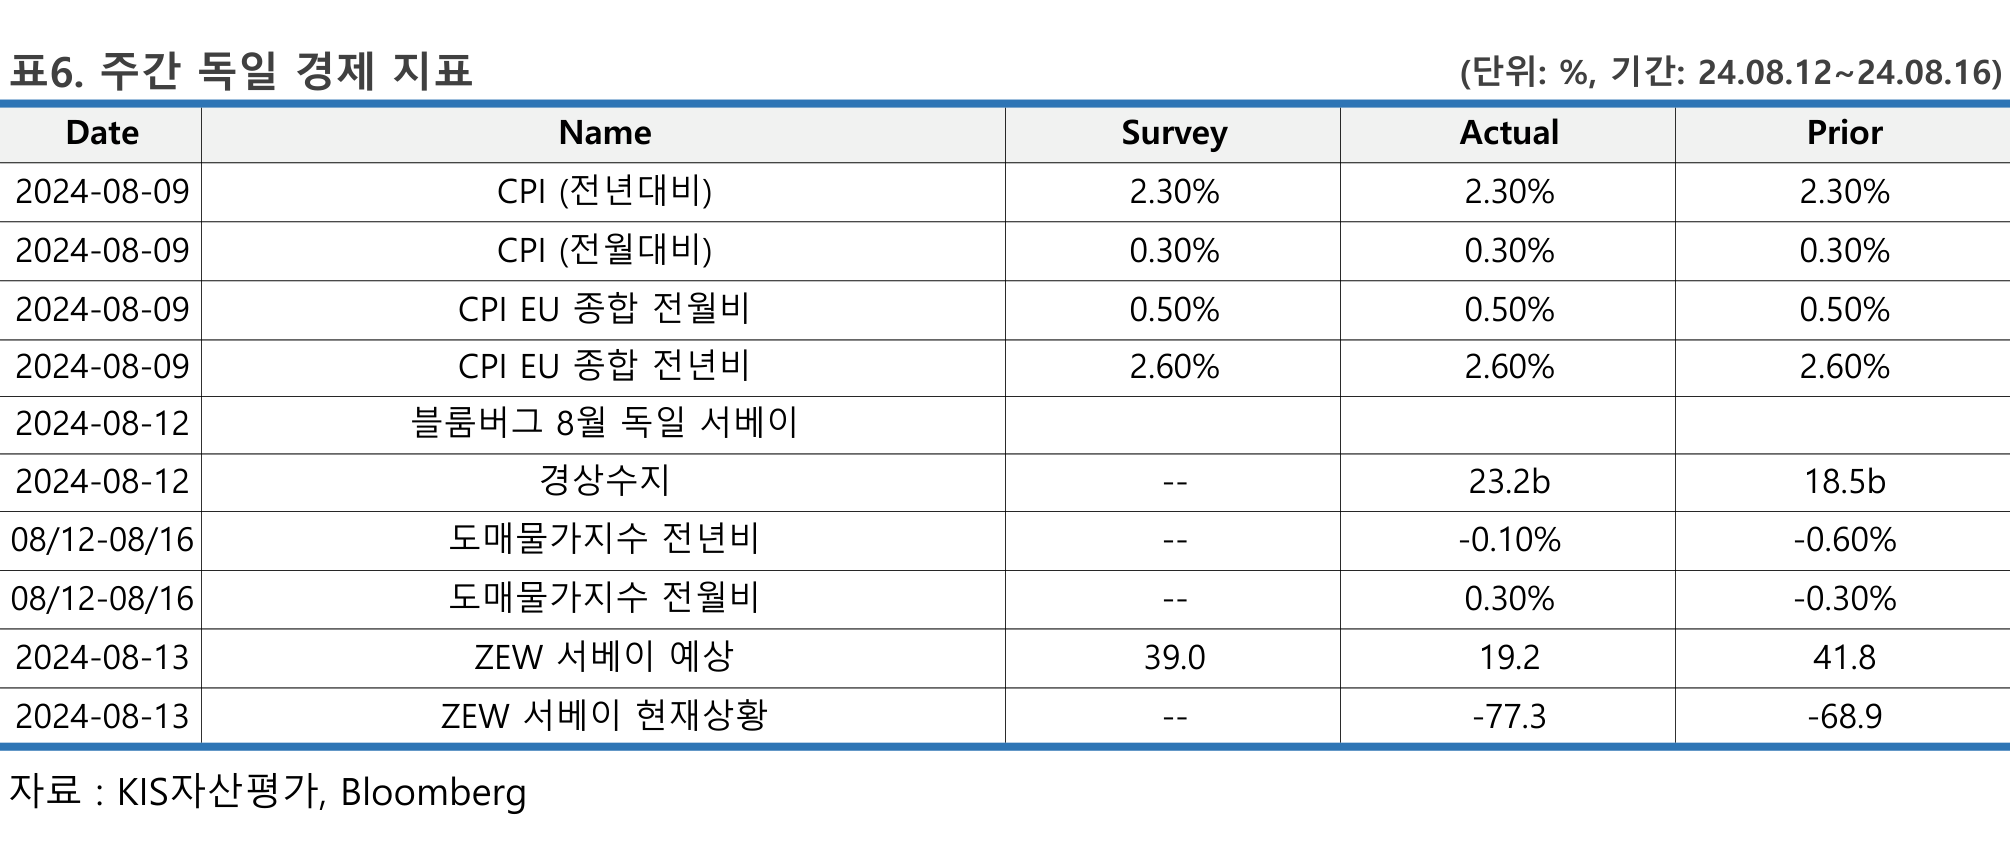 표6. 주간 독일 경제 지표 (단위: %, 기간: 24.08.12~24.08.16)
Date Name Survey Actual Prior
2024-08-09 CPI (전년대비) 2.30% 2.30% 2.30%
2024-08-09 CPI (전월대비) 0.30% 0.30% 0.30%
2024-08-09 CPI EU 종합 전월비 0.50% 0.50% 0.50%
2024-08-09 CPI EU 종합 전년비 2.60% 2.60% 2.60%
2024-08-12 블룸버그 8월 독일 서베이
2024-08-12 경상수지 -- 23.2b 18.5b
08/12-08/16 도매물가지수 전년비 -- -0.10% -0.60%
08/12-08/16 도매물가지수 전월비 -- 0.30% -0.30%
2024-08-13 ZEW 서베이 예상 39.0 19.2 41.8
2024-08-13 ZEW 서베이 현재상황 -- -77.3 -68.9
자료 : KIS자산평가, Bloomberg